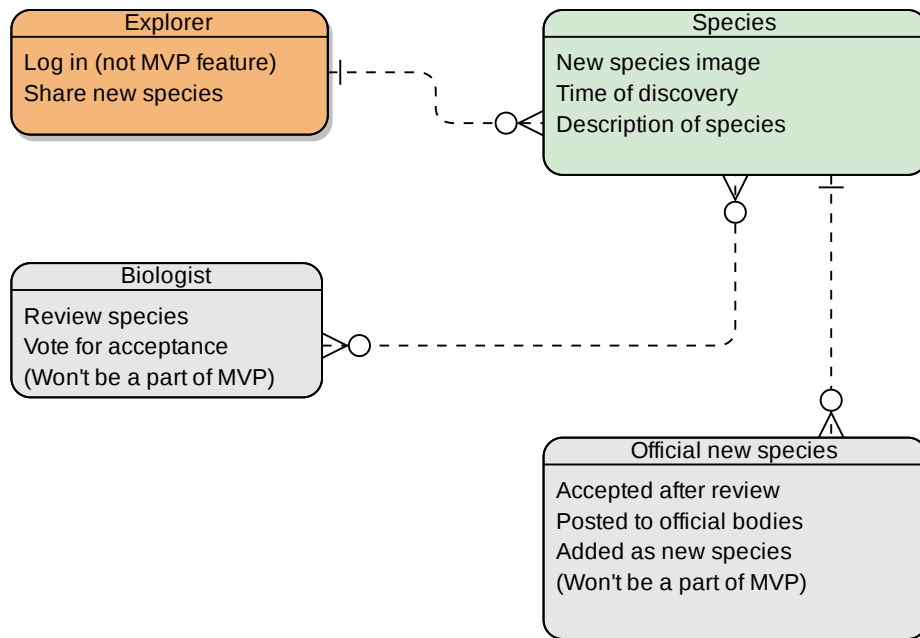 Explorer
Log in (not MVP feature)
Share new species
Species
New species image
Time of discovery
Description of species
Biologist
Review species
Vote for acceptance
(Won't be a part of MVP)
Official new species
Accepted after review
Posted to official bodies
Added as new species
(Won't be a part of MVP)